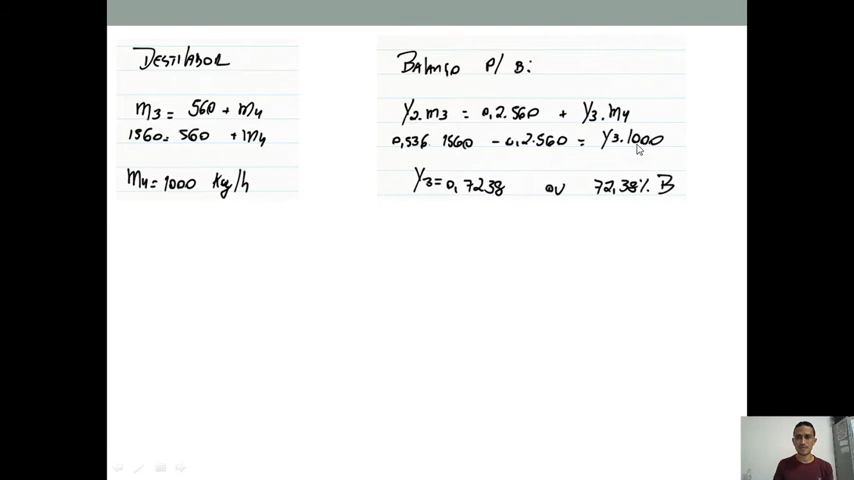 DESTILADOR
m3 = 560 + m4
1560 = 560 + m4
m4 = 1000 Kg/h
BALANÇO P/ B:
Y2.m3 = 0,2.560 + Y3.m4
0,536 1560 - 0,2.560 = Y3.1000
Y3 = 0,7238 ou 72,38% B